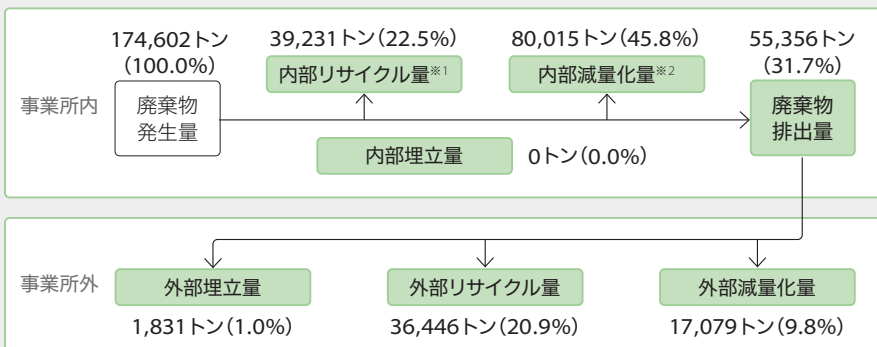 174,602トン
(100.0%)
39,231トン(22.5%)
80,015トン(45.8%)
55,356トン
(31.7%)
内部リサイクル量※1
内部減量化量※2
事業所内
廃棄物
発生量
廃棄物
排出量
内部埋立量
0トン(0.0%)
事業所外
外部埋立量
外部リサイクル量
外部減量化量
1,831トン(1.0%)
36,446トン(20.9%)
17,079トン(9.8%)